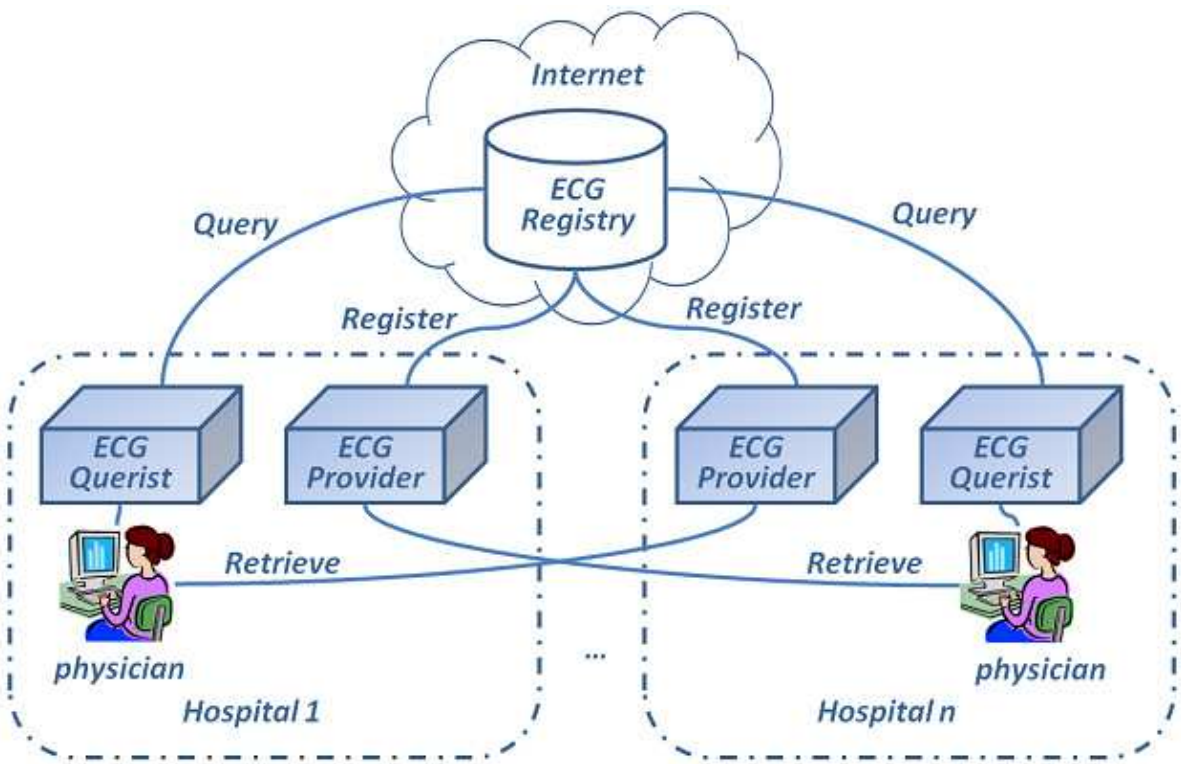 Internet
ECG
Registry
Query
Query
Register
Register
ECG
Querist
ECG
Provider
ECG
Provider
ECG
Querist
Retrieve
Retrieve
physician
...
physician
Hospital 1
Hospital n